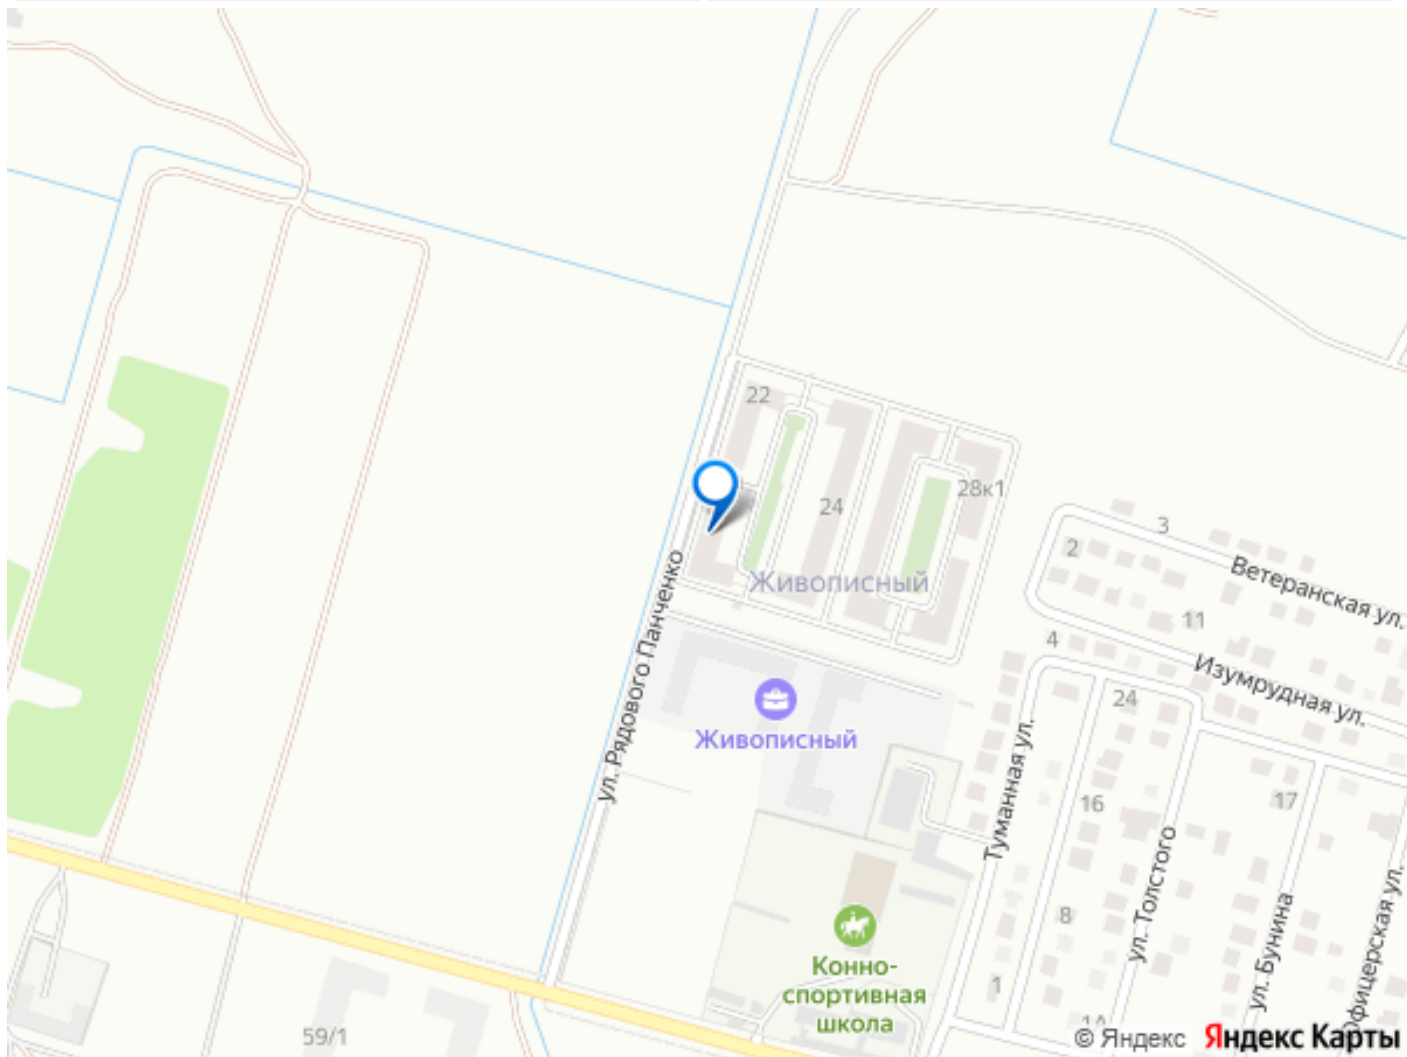 22
24
28к1
3
2
Ветеранская ул.
ул. Рядового Панченко
Живописный
11
4
Изумрудная ул.
24
Живописный
Туманная ул.
16
17
ул. Толстого
8
ул. Бунина
Офицерская ул.
Конно-
спортивная
школа
1
1А
59/1
© Яндекс Яндекс Карты